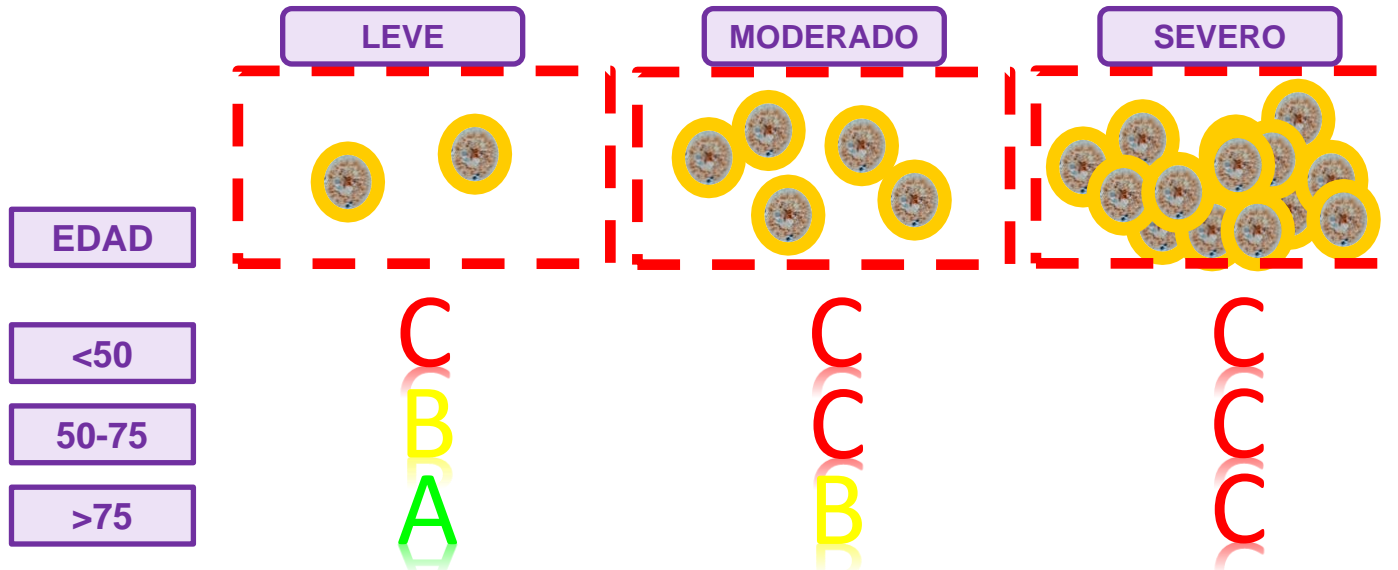 LEVE MODERADO SEVERO
EDAD
<50 C C C
50-75 B C C
>75 A B C